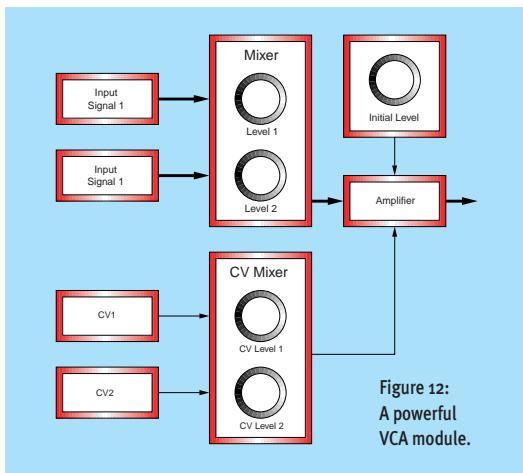 Mixer
Input
Signal 1
Level 1
Input
Signal 1
Level 2
Initial Level
Amplifier
CV Mixer
CV1
CV Level 1
CV2
CV Level 2
Figure 12:
A powerful
VCA module.